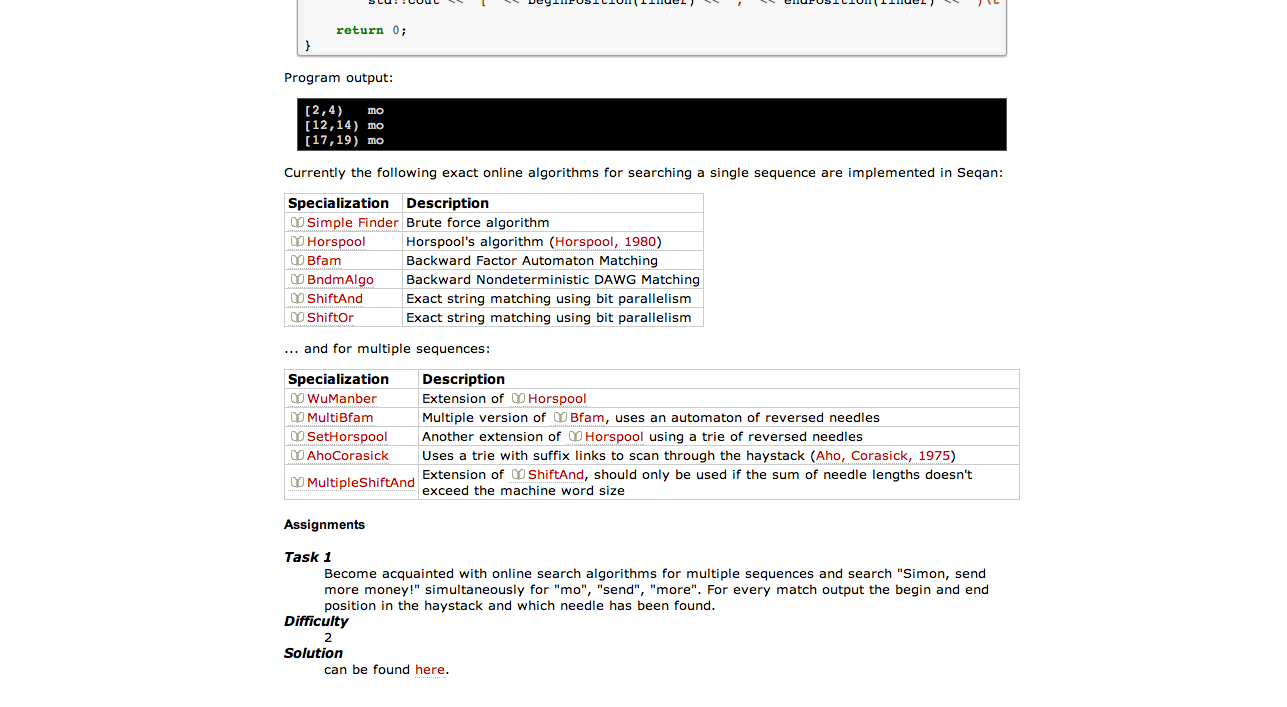 std::cout << '[' << beginPosition(finder) << ',' << endPosition(finder) << ")\t
return 0;
}
Program output:
[2,4)   mo
[12,14) mo
[17,19) mo
Currently the following exact online algorithms for searching a single sequence are implemented in Seqan:
Specialization Description
Simple Finder Brute force algorithm
Horspool Horspool's algorithm (Horspool, 1980)
Bfam Backward Factor Automaton Matching
BndmAlgo Backward Nondeterministic DAWG Matching
ShiftAnd Exact string matching using bit parallelism
ShiftOr Exact string matching using bit parallelism
... and for multiple sequences:
Specialization Description
WuManber Extension of Horspool
MultiBfam Multiple version of Bfam, uses an automaton of reversed needles
SetHorspool Another extension of Horspool using a trie of reversed needles
AhoCorasick Uses a trie with suffix links to scan through the haystack (Aho, Corasick, 1975)
MultipleShiftAnd Extension of ShiftAnd, should only be used if the sum of needle lengths doesn't
exceed the machine word size
Assignments
Task 1
Become acquainted with online search algorithms for multiple sequences and search "Simon, send
more money!" simultaneously for "mo", "send", "more". For every match output the begin and end
position in the haystack and which needle has been found.
Difficulty
2
Solution
can be found here.